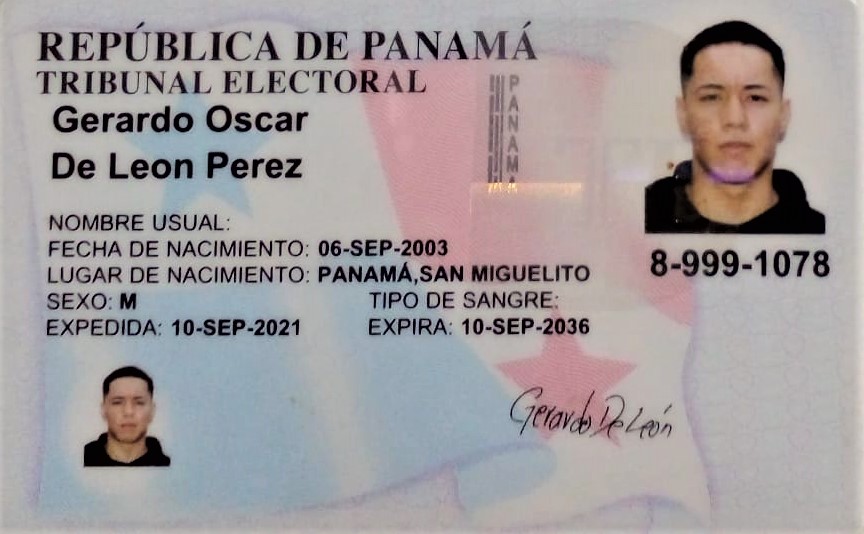 REPÚBLICA DE PANAMÁ
TRIBUNAL ELECTORAL
Gerardo Oscar
De Leon Perez
PANAMÁ
NOMBRE USUAL:
FECHA DE NACIMIENTO: 06-SEP-2003
LUGAR DE NACIMIENTO: PANAMÁ,SAN MIGUELITO
8-999-1078
SEXO: M TIPO DE SANGRE:
EXPEDIDA: 10-SEP-2021 EXPIRA: 10-SEP-2036
Gerardo De León